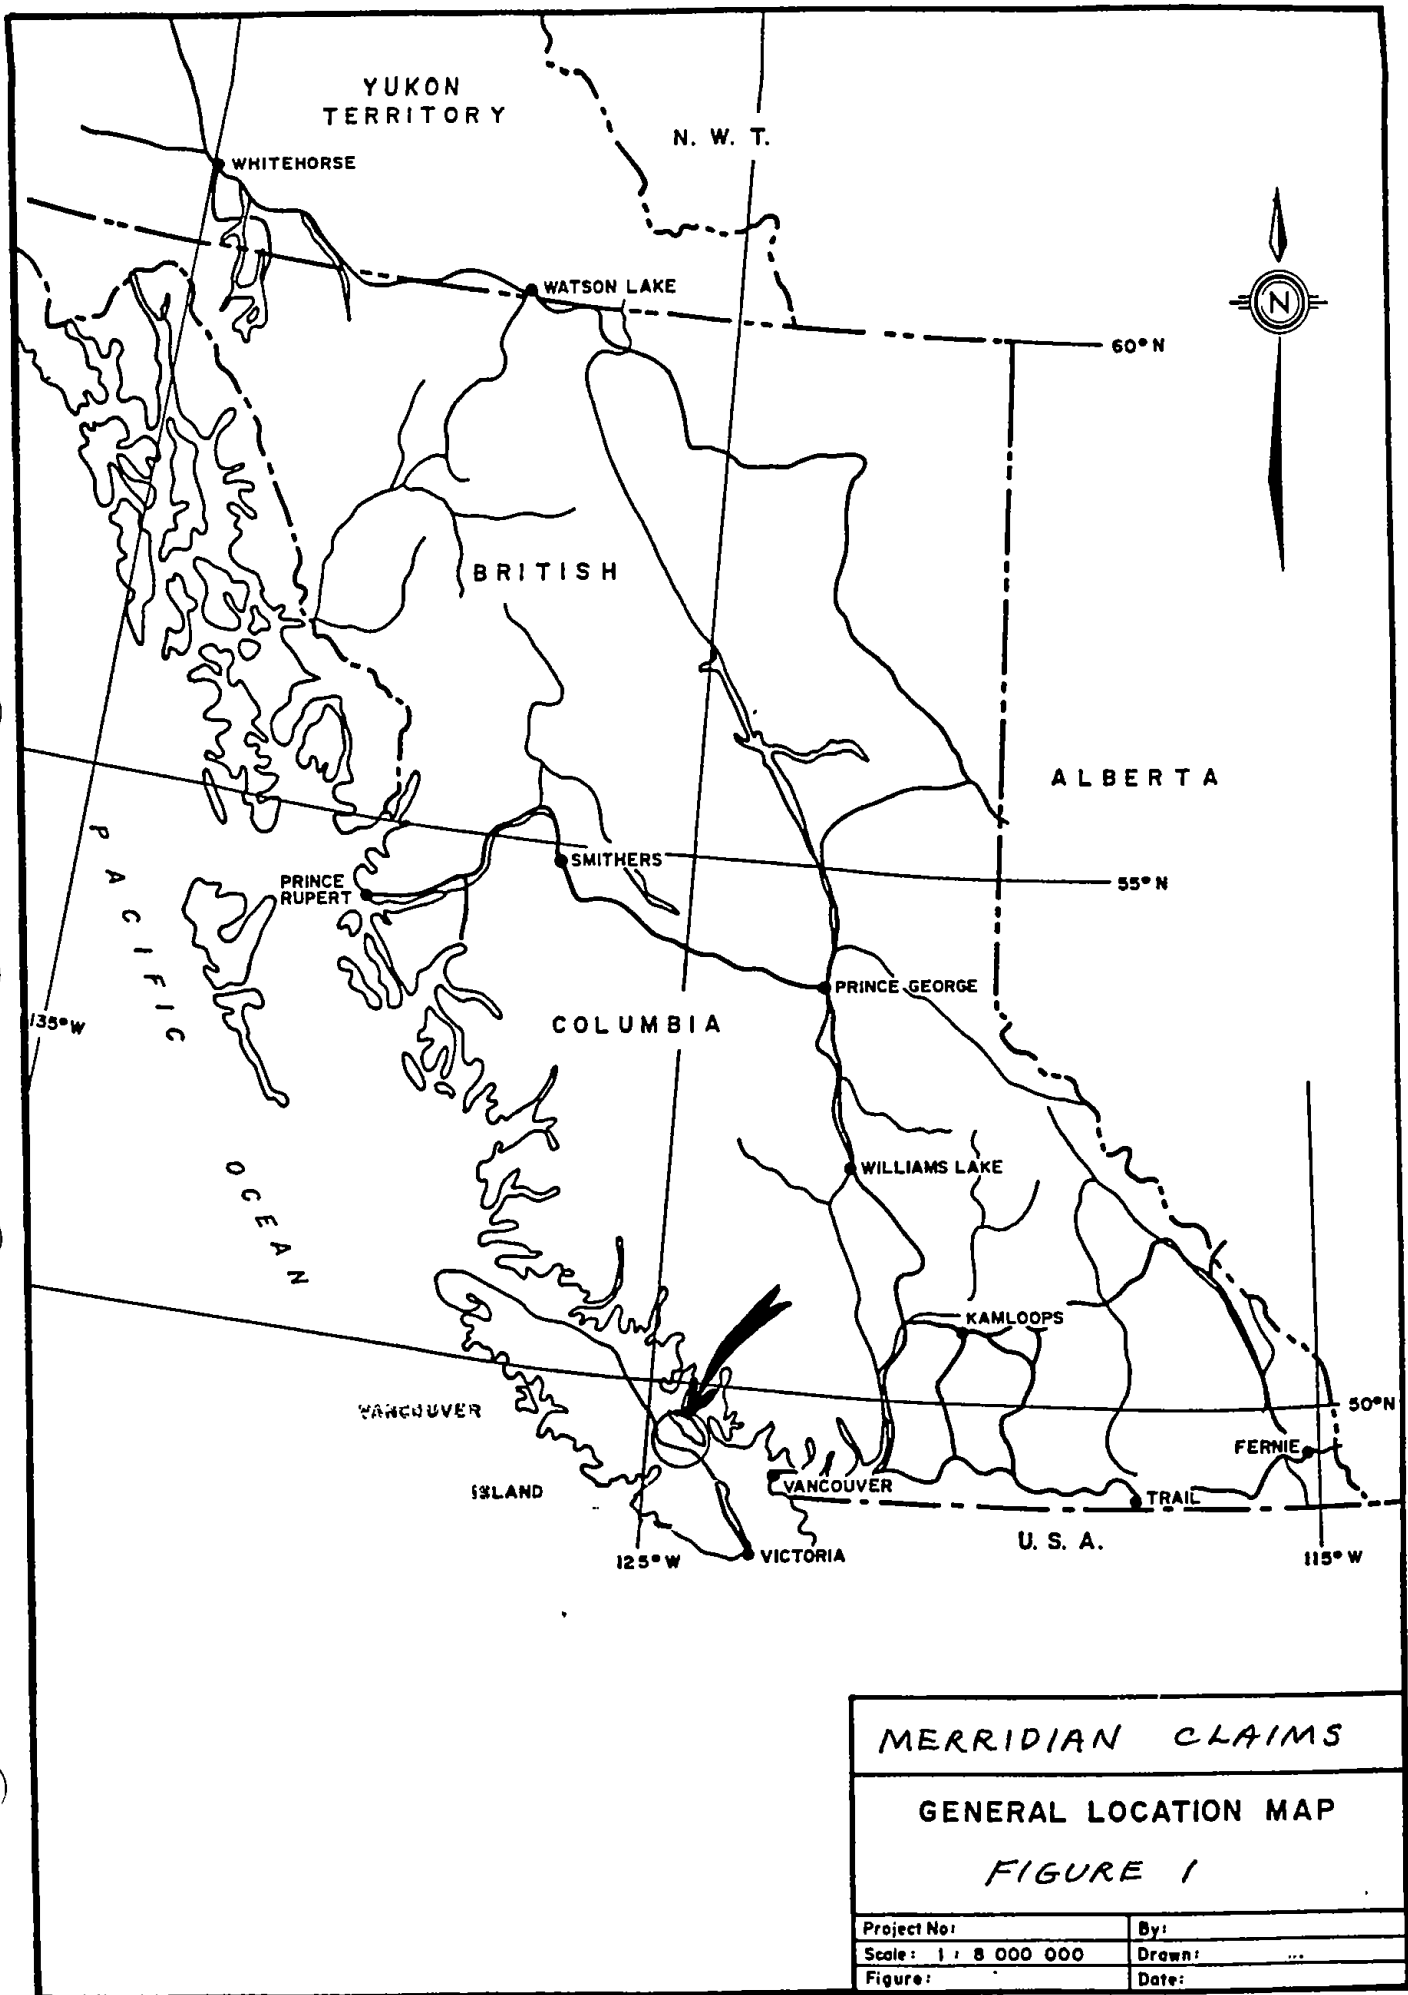 YUKON
TERRITORY
N. W. T.
WHITEHORSE
N
WATSON LAKE
60° N
BRITISH
ALBERTA
PACIFIC
SMITHERS
PRINCE
RUPERT
55° N
PRINCE GEORGE
135° W
COLUMBIA
OCEAN
WILLIAMS LAKE
KAMLOOPS
50° N
VANCOUVER
FERNIE
ISLAND
VANCOUVER
TRAIL
U. S. A.
125° W
VICTORIA
115° W
MERRIDIAN CLAIMS
GENERAL LOCATION MAP
FIGURE 1
Project No:
By:
Scale: 1 : 8 000 000
Drawn:
Figure:
Date: